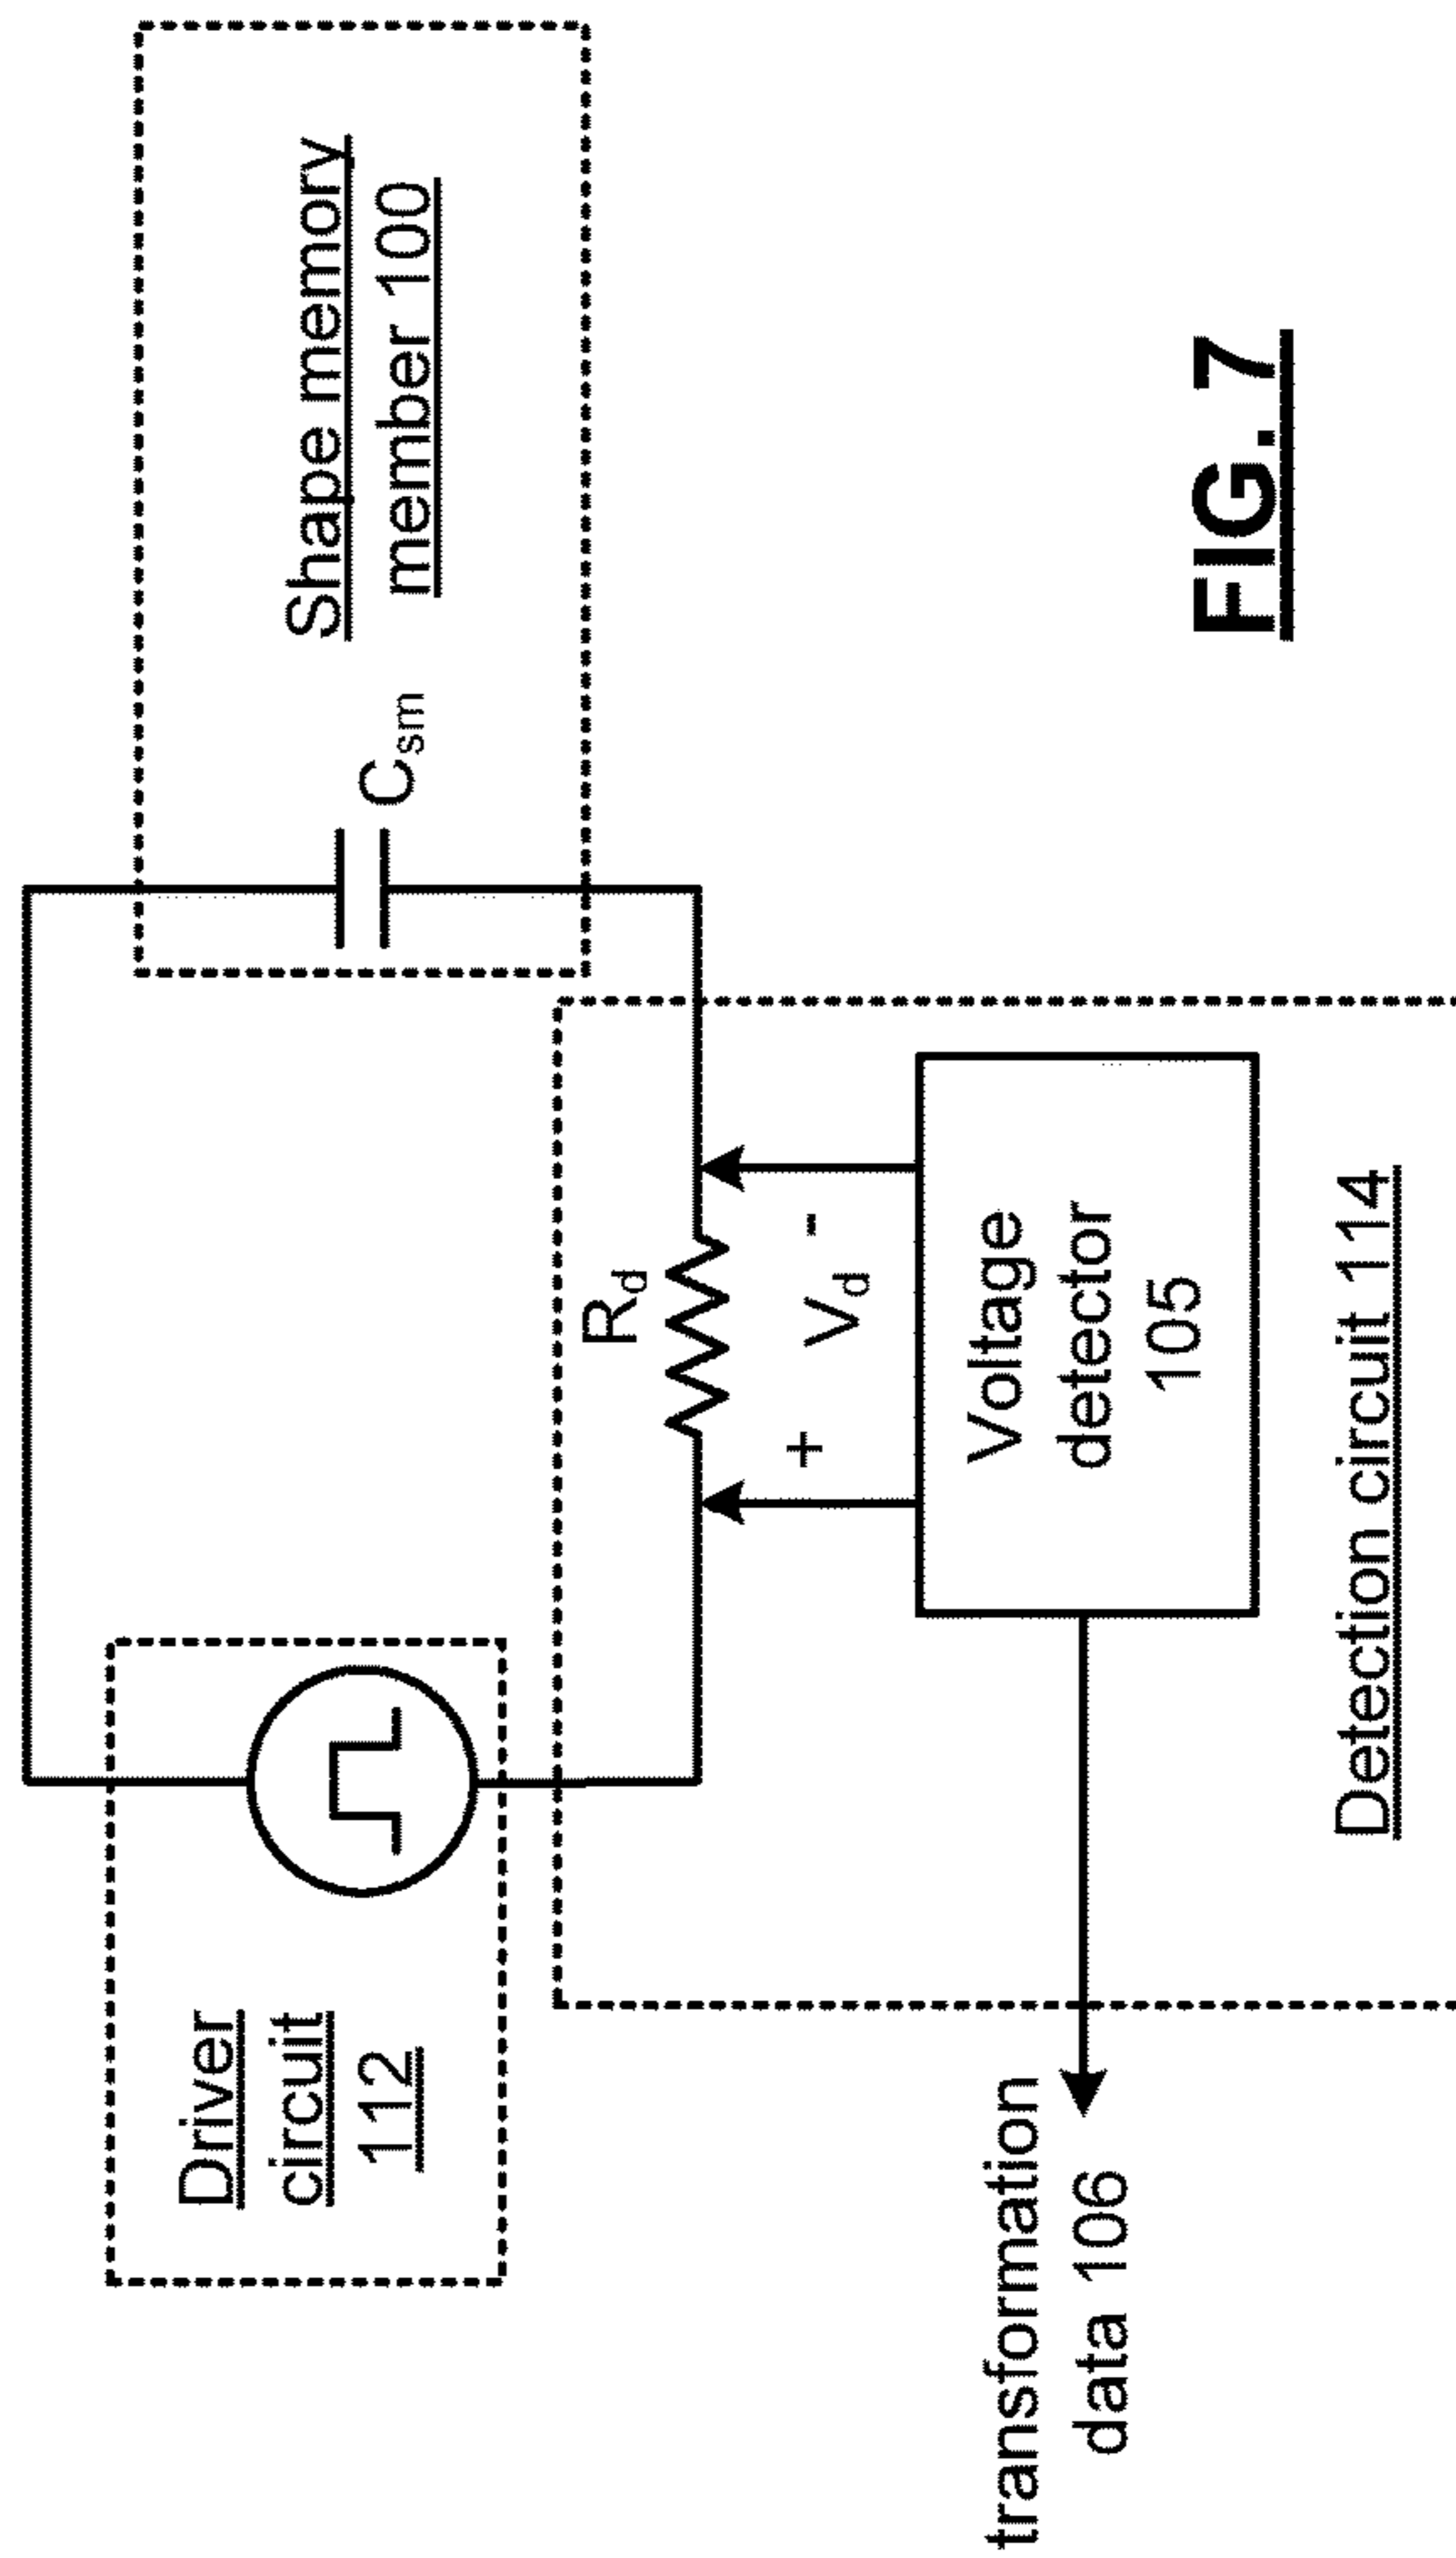 Driver
circuit
112
Shape memory
member 100
Csm
Rd
+ Vd -
Voltage
detector
105
transformation
data 106
Detection circuit 114
FIG. 7